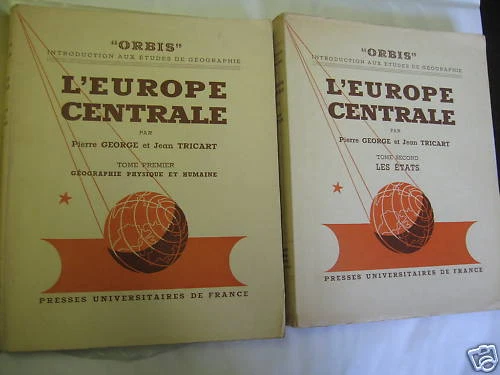 "ORBIS"
INTRODUCTION AUX ÉTUDES DE GÉOGRAPHIE
L'EUROPE
CENTRALE
PAR
Pierre GEORGE et Jean TRICART
TOME PREMIER
GÉOGRAPHIE PHYSIQUE ET HUMAINE
PRESSES UNIVERSITAIRES DE FRANCE
"ORBIS"
INTRODUCTION AUX ÉTUDES DE GÉOGRAPHIE
L'EUROPE
CENTRALE
PAR
Pierre GEORGE et Jean TRICART
TOME SECOND
LES ÉTATS
PRESSES UNIVERSITAIRES DE FRANCE